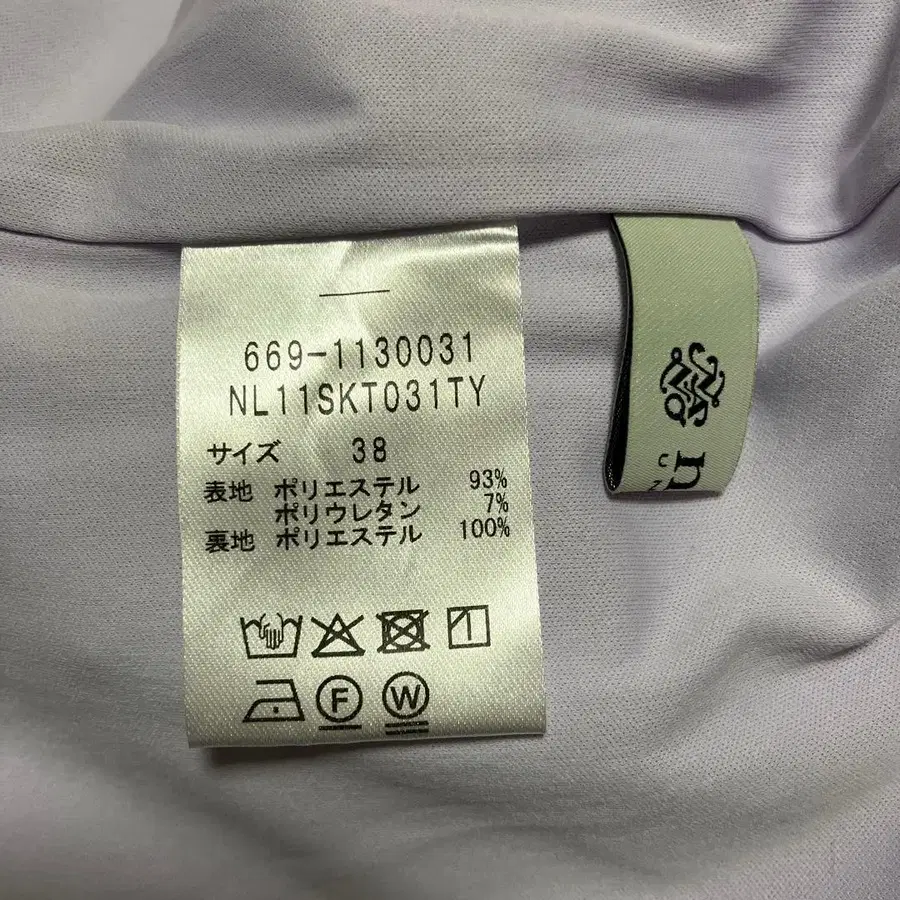 669-1130031
NL11SKT031TY
サイズ 38
表地 ポリエステル 93%
ポリウレタン 7%
裏地 ポリエステル 100%
F
W
n
C